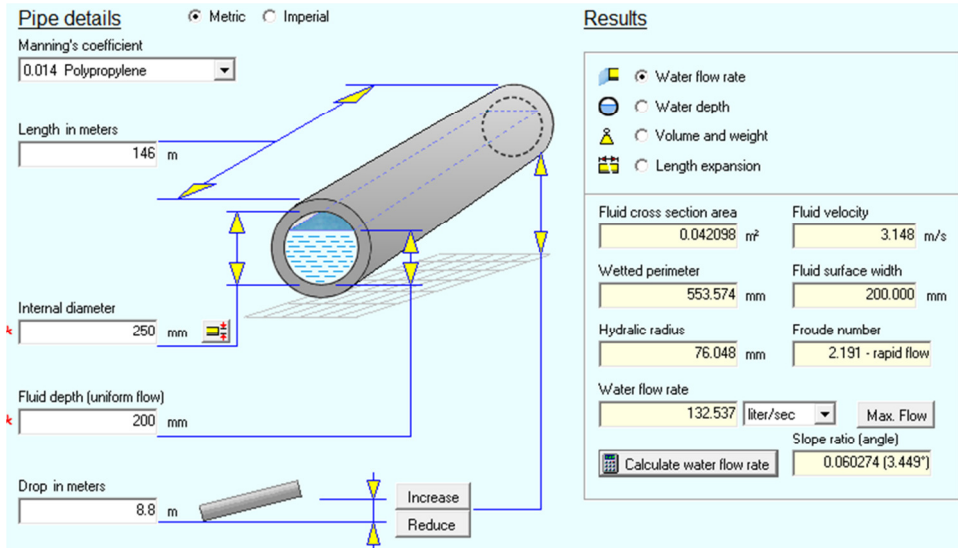 Pipe details
Metric
Imperial
Manning's coefficient
0.014 Polypropylene
Length in meters
146 m
Internal diameter
* 250 mm
Fluid depth (uniform flow)
* 200 mm
Drop in meters
8.8 m
Increase
Reduce
Results
Water flow rate
Water depth
Volume and weight
Length expansion
Fluid cross section area
0.042098 m²
Fluid velocity
3.148 m/s
Wetted perimeter
553.574 mm
Fluid surface width
200.000 mm
Hydralic radius
76.048 mm
Froude number
2.191 - rapid flow
Water flow rate
132.537 liter/sec
Max. Flow
Calculate water flow rate
Slope ratio (angle)
0.060274 (3.449°)